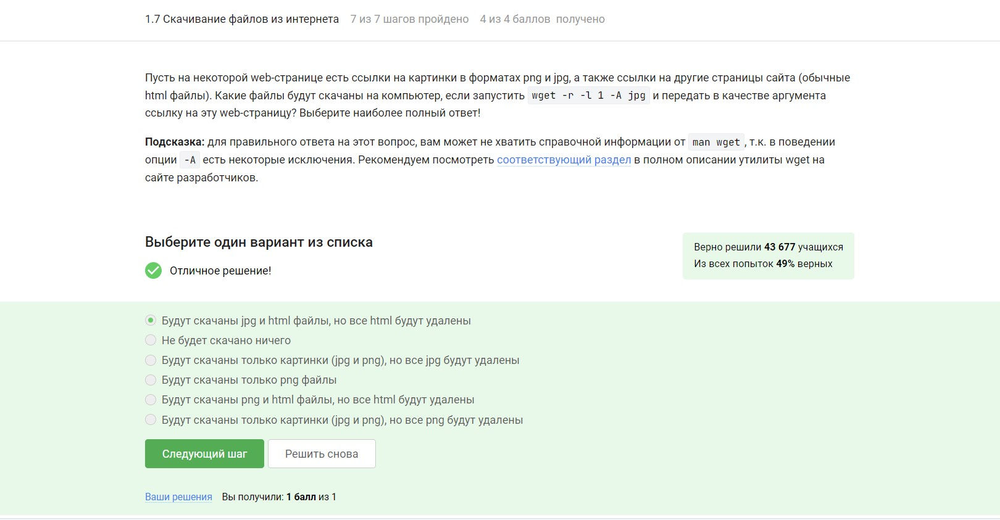 1.7 Скачивание файлов из интернета 7 из 7 шагов пройдено 4 из 4 баллов получено
Пусть на некоторой web-странице есть ссылки на картинки в форматах png и jpg, а также ссылки на другие страницы сайта (обычные
html файлы). Какие файлы будут скачаны на компьютер, если запустить wget -r -l 1 -A jpg и передать в качестве аргумента
ссылку на эту web-страницу? Выберите наиболее полный ответ!
Подсказка: для правильного ответа на этот вопрос, вам может не хватить справочной информации от man wget, т.к. в поведении
опции -A есть некоторые исключения. Рекомендуем посмотреть соответствующий раздел в полном описании утилиты wget на
сайте разработчиков.
Выберите один вариант из списка
Отличное решение!
Верно решили 43 677 учащихся
Из всех попыток 49% верных
Будут скачаны jpg и html файлы, но все html будут удалены
Не будет скачано ничего
Будут скачаны только картинки (jpg и png), но все jpg будут удалены
Будут скачаны только png файлы
Будут скачаны png и html файлы, но все html будут удалены
Будут скачаны только картинки (jpg и png), но все png будут удалены
Следующий шаг Решить снова
Ваши решения Вы получили: 1 балл из 1